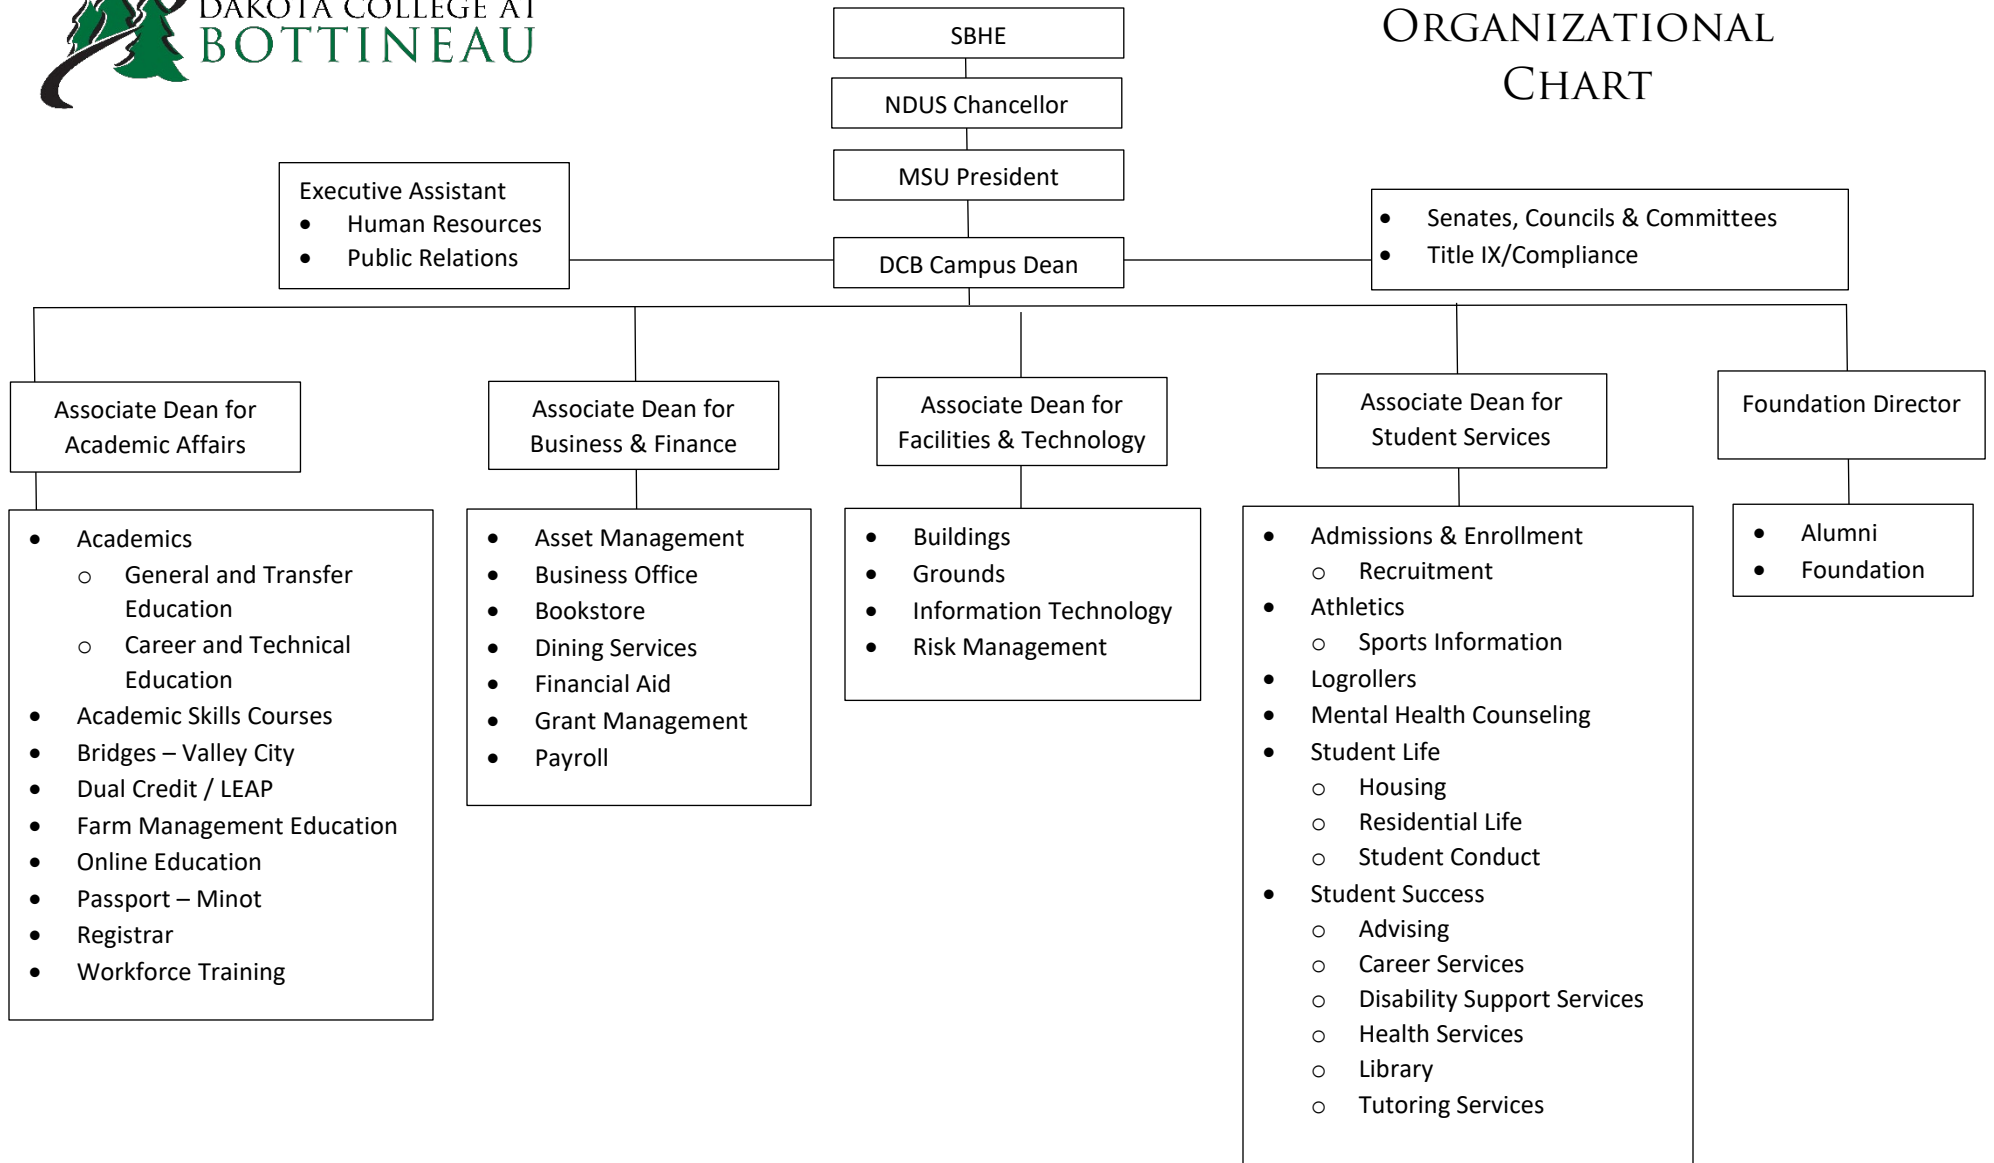 DAKOTA COLLEGE AT
BOTTINEAU
ORGANIZATIONAL
CHART
SBHE
NDUS Chancellor
MSU President
DCB Campus Dean
Executive Assistant
• Human Resources
• Public Relations
• Senates, Councils & Committees
• Title IX/Compliance
Associate Dean for
Academic Affairs
• Academics
o General and Transfer
Education
o Career and Technical
Education
• Academic Skills Courses
• Bridges – Valley City
• Dual Credit / LEAP
• Farm Management Education
• Online Education
• Passport – Minot
• Registrar
• Workforce Training
Associate Dean for
Business & Finance
• Asset Management
• Business Office
• Bookstore
• Dining Services
• Financial Aid
• Grant Management
• Payroll
Associate Dean for
Facilities & Technology
• Buildings
• Grounds
• Information Technology
• Risk Management
Associate Dean for
Student Services
• Admissions & Enrollment
o Recruitment
• Athletics
o Sports Information
• Logrollers
• Mental Health Counseling
• Student Life
o Housing
o Residential Life
o Student Conduct
• Student Success
o Advising
o Career Services
o Disability Support Services
o Health Services
o Library
o Tutoring Services
Foundation Director
• Alumni
• Foundation